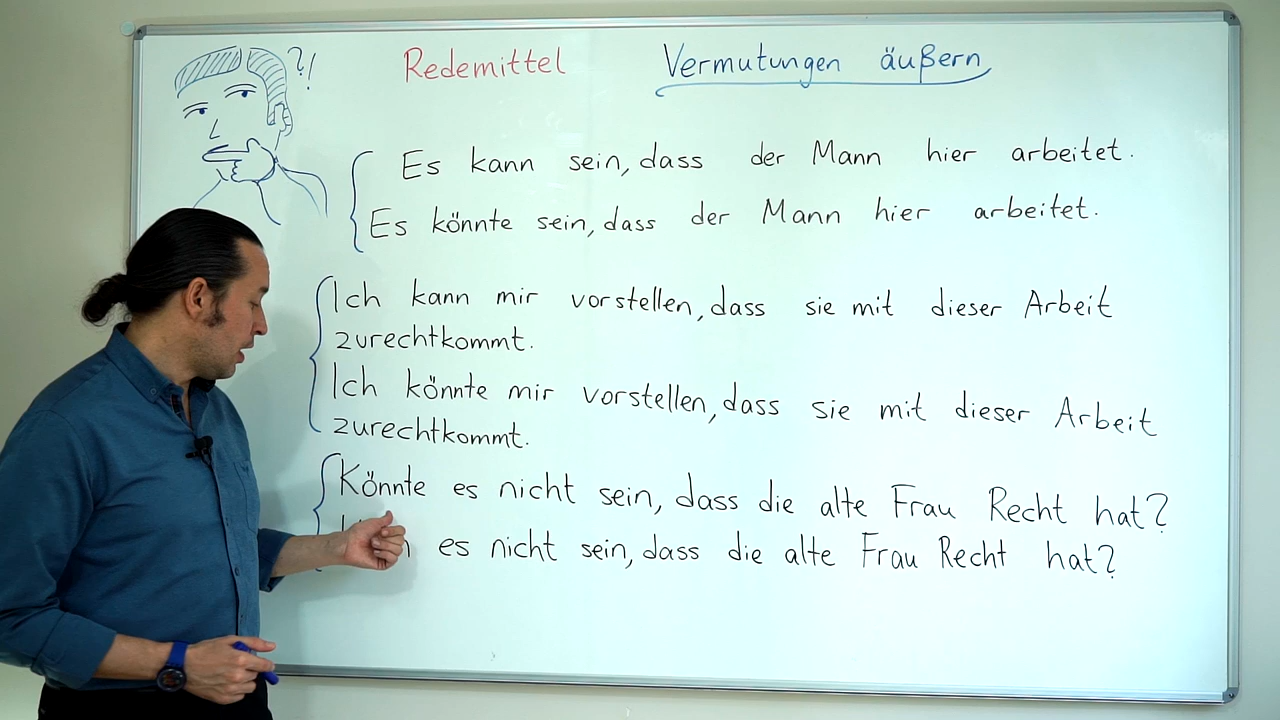 ?!
Redemittel Vermutungen äußern
Es kann sein, dass der Mann hier arbeitet.
Es könnte sein, dass der Mann hier arbeitet.
Ich kann mir vorstellen, dass sie mit dieser Arbeit
zurechtkommt.
Ich könnte mir vorstellen, dass sie mit dieser Arbeit
zurechtkommt.
Könnte es nicht sein, dass die alte Frau Recht hat?
es nicht sein, dass die alte Frau Recht hat?